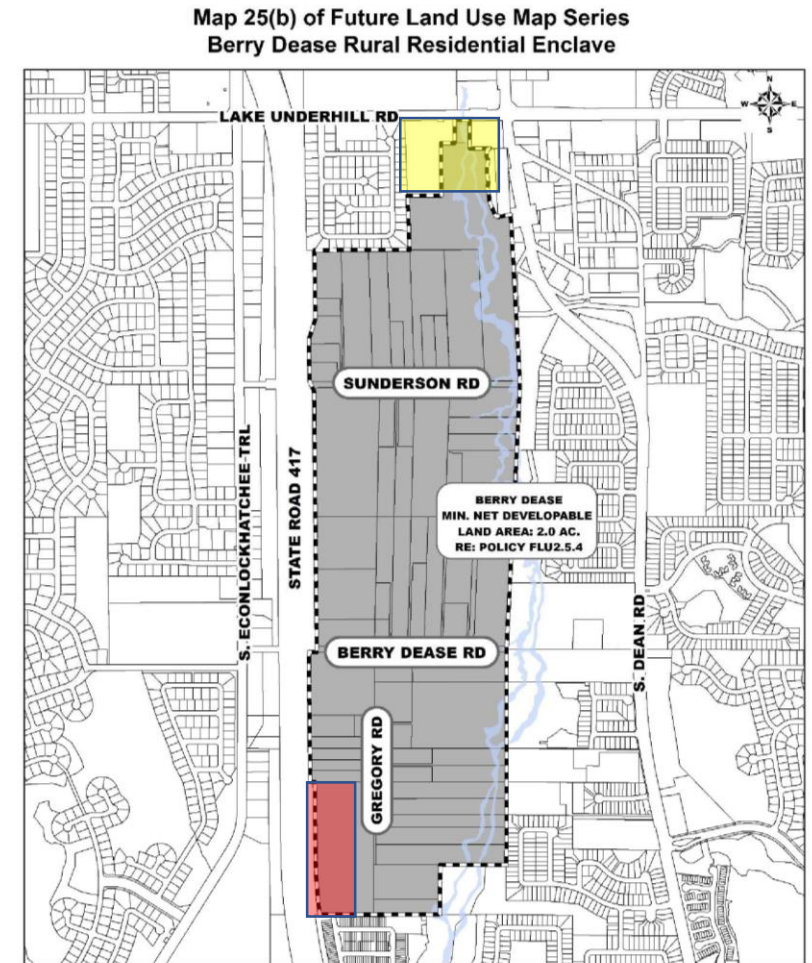 Map 25(b) of Future Land Use Map Series
Berry Dease Rural Residential Enclave
N
W E
S
LAKE UNDERHILL RD
SUNDERSON RD
S. ECONLOCKHATCHEE TRL
STATE ROAD 417
BERRY DEASE
MIN. NET DEVELOPABLE
LAND AREA: 2.0 AC.
RE: POLICY FLU2.5.4
S. DEAN RD
BERRY DEASE RD
GREGORY RD